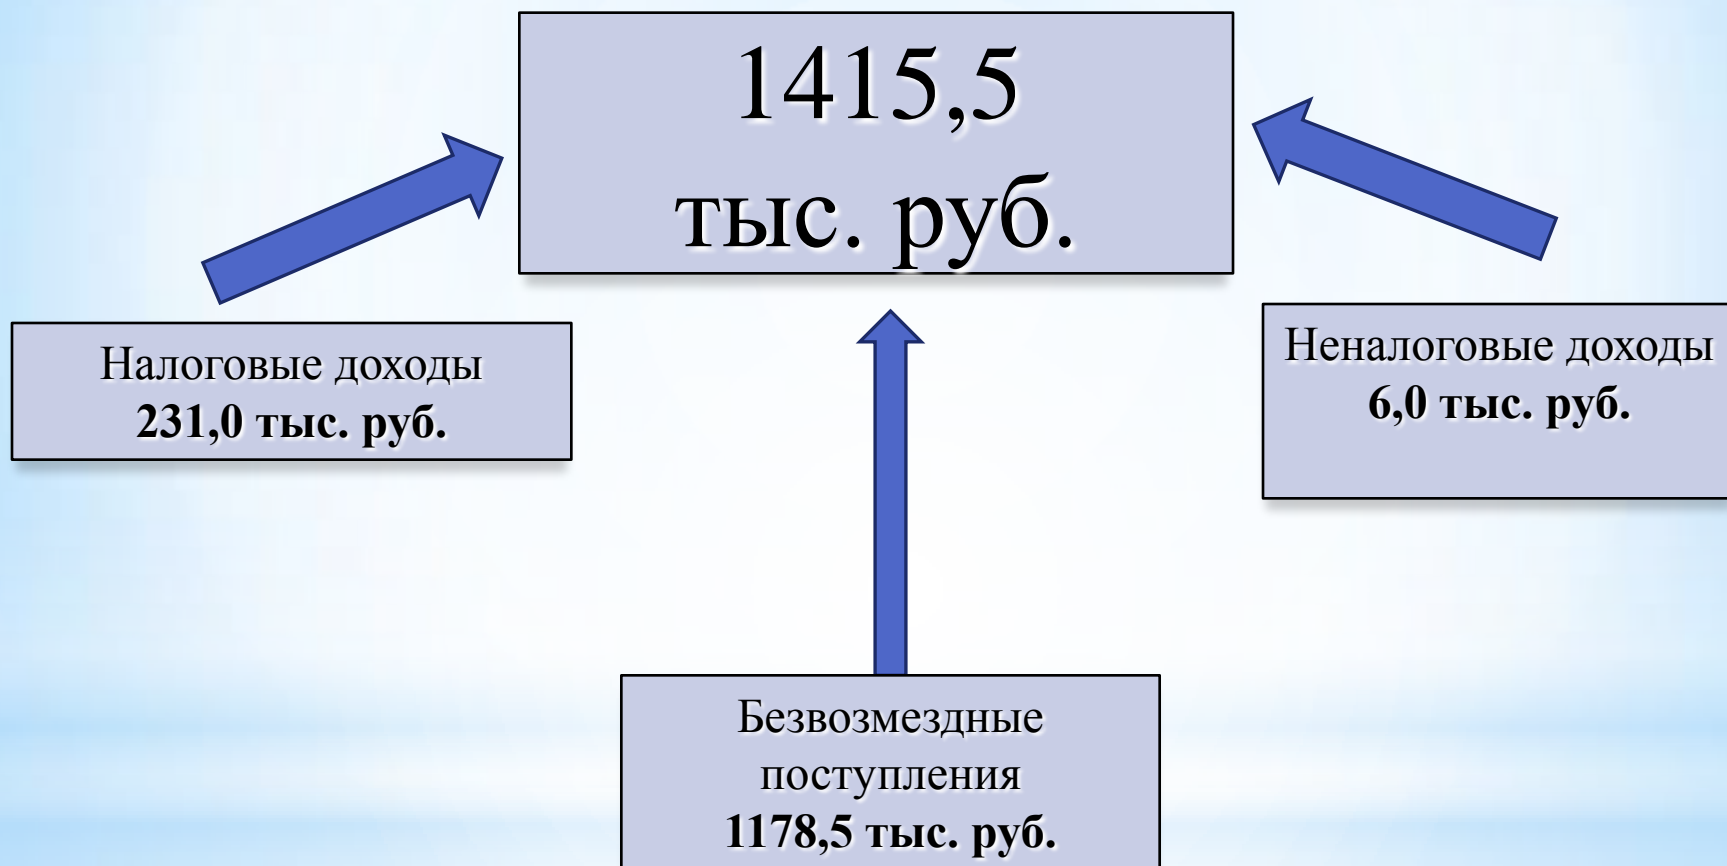 1415,5
тыс. руб.
Налоговые доходы
231,0 тыс. руб.
Неналоговые доходы
6,0 тыс. руб.
Безвозмездные
поступления
1178,5 тыс. руб.